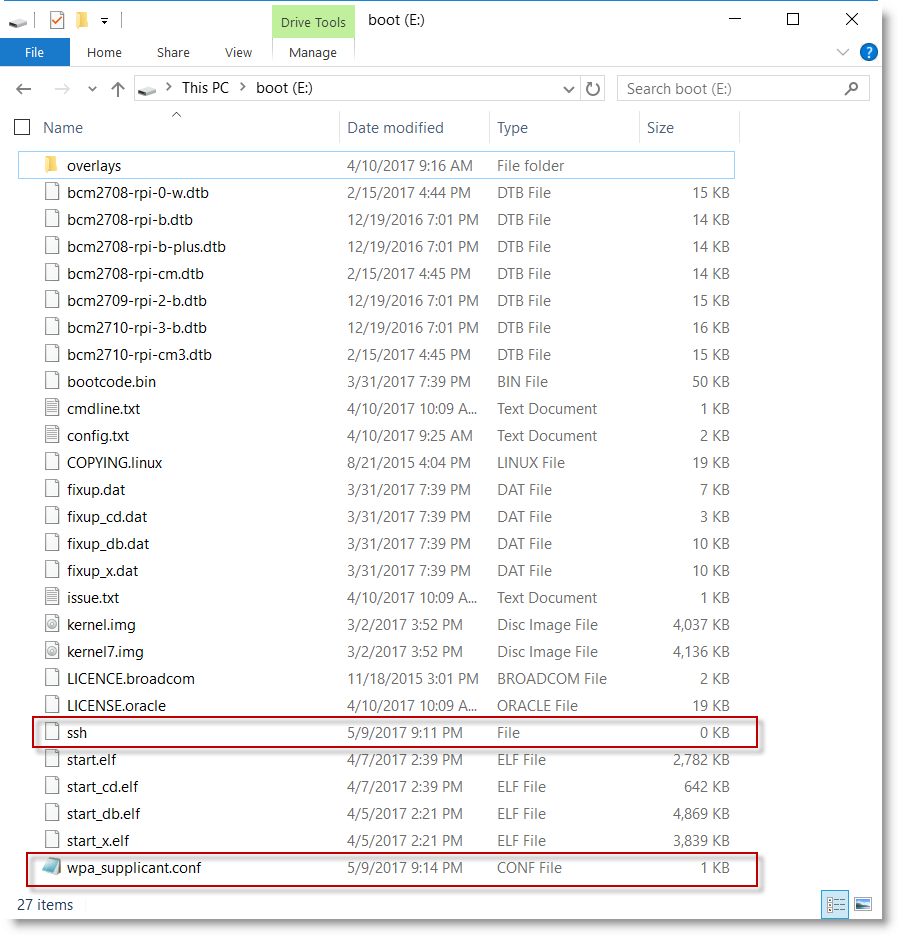 Drive Tools boot (E:)
File Home Share View Manage ?
This PC boot (E:) Search boot (E:)
Name Date modified Type Size
overlays 4/10/2017 9:16 AM File folder
bcm2708-rpi-0-w.dtb 2/15/2017 4:44 PM DTB File 15 KB
bcm2708-rpi-b.dtb 12/19/2016 7:01 PM DTB File 14 KB
bcm2708-rpi-b-plus.dtb 12/19/2016 7:01 PM DTB File 14 KB
bcm2708-rpi-cm.dtb 2/15/2017 4:45 PM DTB File 14 KB
bcm2709-rpi-2-b.dtb 12/19/2016 7:01 PM DTB File 15 KB
bcm2710-rpi-3-b.dtb 12/19/2016 7:01 PM DTB File 16 KB
bcm2710-rpi-cm3.dtb 2/15/2017 4:45 PM DTB File 15 KB
bootcode.bin 3/31/2017 7:39 PM BIN File 50 KB
cmdline.txt 4/10/2017 10:09 A... Text Document 1 KB
config.txt 4/10/2017 9:25 AM Text Document 2 KB
COPYING.linux 8/21/2015 4:04 PM LINUX File 19 KB
fixup.dat 3/31/2017 7:39 PM DAT File 7 KB
fixup_cd.dat 3/31/2017 7:39 PM DAT File 3 KB
fixup_db.dat 3/31/2017 7:39 PM DAT File 10 KB
fixup_x.dat 3/31/2017 7:39 PM DAT File 10 KB
issue.txt 4/10/2017 10:09 A... Text Document 1 KB
kernel.img 3/2/2017 3:52 PM Disc Image File 4,037 KB
kernel7.img 3/2/2017 3:52 PM Disc Image File 4,136 KB
LICENCE.broadcom 11/18/2015 3:01 PM BROADCOM File 2 KB
LICENSE.oracle 4/10/2017 10:09 A... ORACLE File 19 KB
ssh 5/9/2017 9:11 PM File 0 KB
start.elf 4/7/2017 2:39 PM ELF File 2,782 KB
start_cd.elf 4/7/2017 2:39 PM ELF File 642 KB
start_db.elf 4/5/2017 2:21 PM ELF File 4,869 KB
start_x.elf 4/5/2017 2:21 PM ELF File 3,839 KB
wpa_supplicant.conf 5/9/2017 9:14 PM CONF File 1 KB
27 items